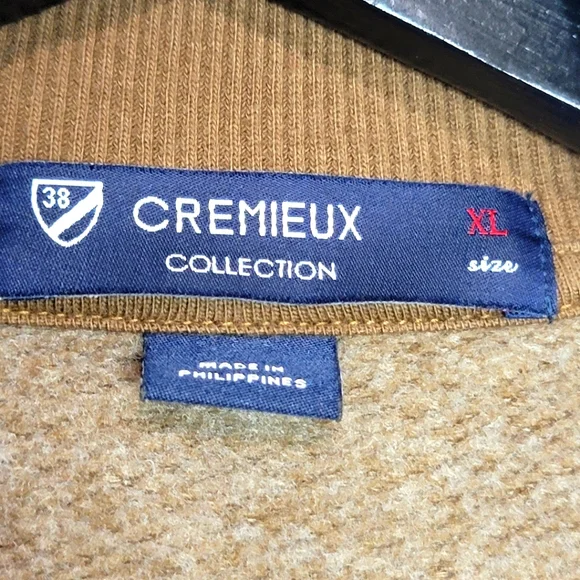 38
CREMIEUX
COLLECTION
XL
size
MADE IN
PHILIPPINES